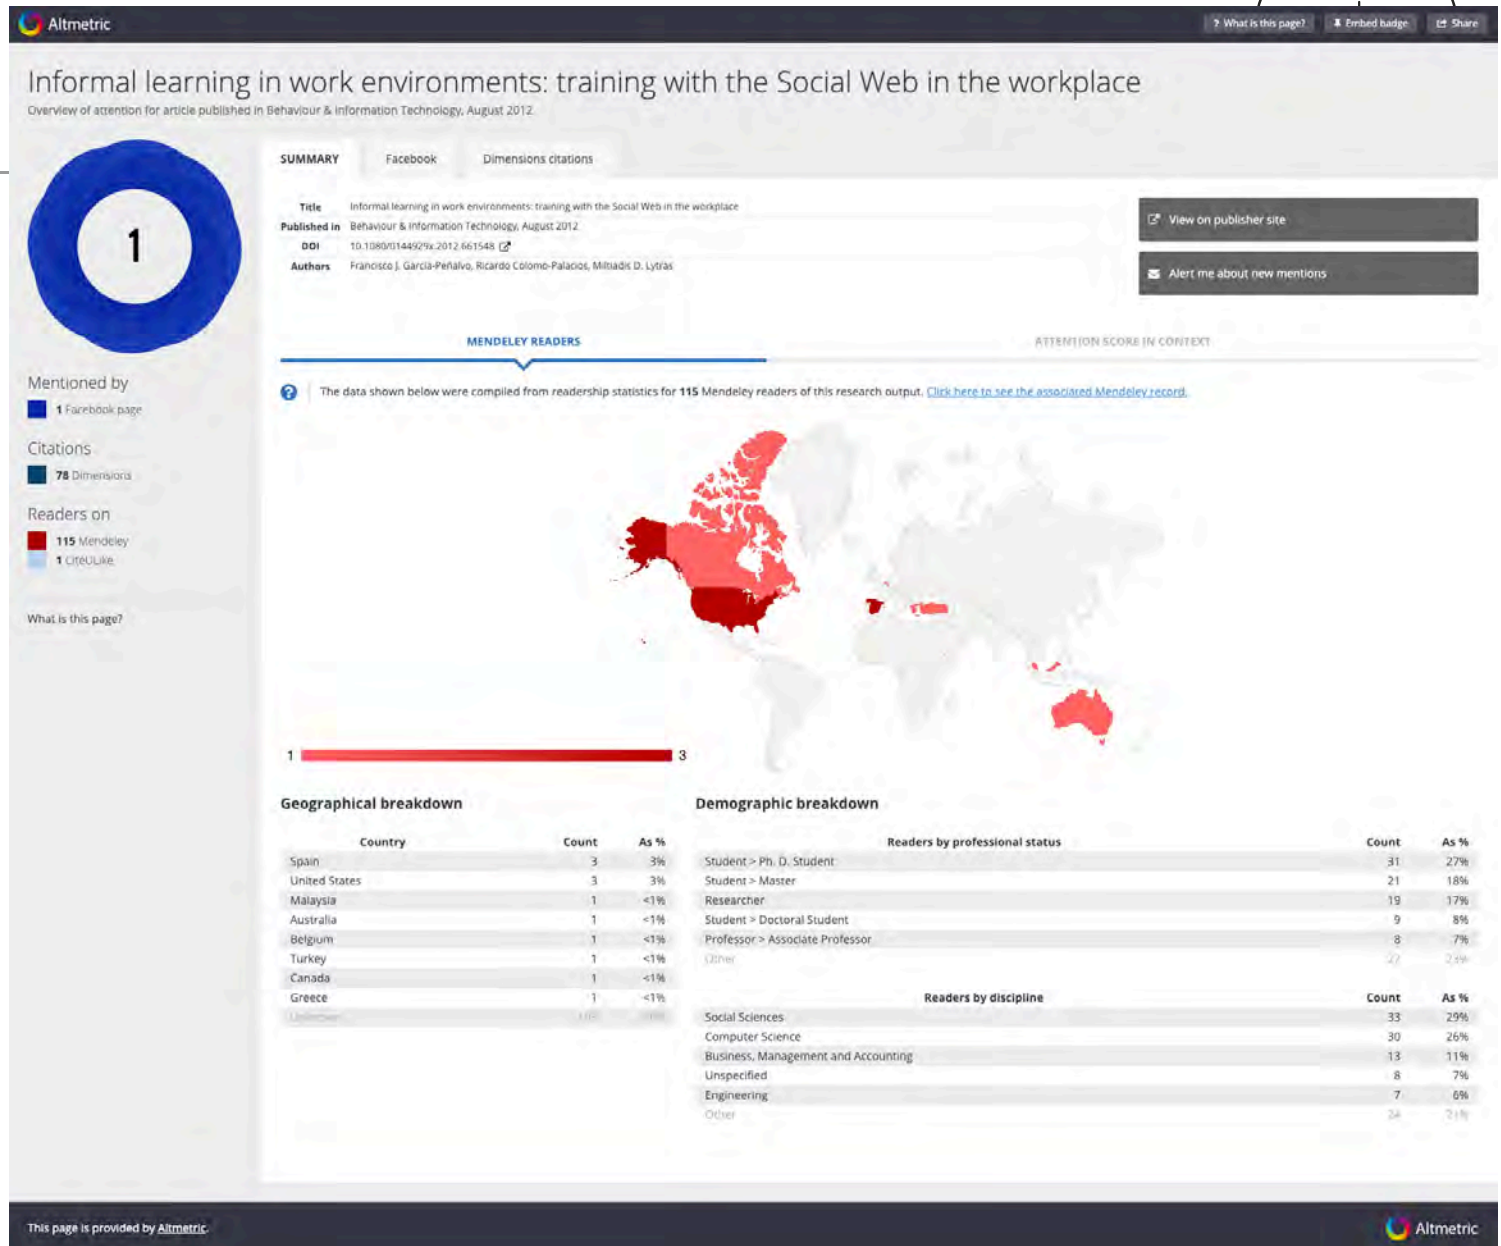 Altmetric
? What is this page?
Embed badge
Share
Informal learning in work environments: training with the Social Web in the workplace
Overview of attention for article published in Behaviour & Information Technology, August 2012
1
Mentioned by
1 Facebook page
Citations
78 Dimensions
Readers on
115 Mendeley
1 CiteULike
What is this page?
SUMMARY
Facebook
Dimensions citations
Title Informal learning in work environments: training with the Social Web in the workplace
Published in Behaviour & Information Technology, August 2012
DOI 10.1080/0144929x.2012.661548
Authors Francisco J. García-Peñalvo, Ricardo Colomo-Palacios, Miltiadis D. Lytras
View on publisher site
Alert me about new mentions
MENDELEY READERS
ATTENTION SCORE IN CONTEXT
The data shown below were compiled from readership statistics for 115 Mendeley readers of this research output. Click here to see the associated Mendeley record.
1 3
Geographical breakdown
Country Count As %
Spain 3 3%
United States 3 3%
Malaysia 1 <1%
Australia 1 <1%
Belgium 1 <1%
Turkey 1 <1%
Canada 1 <1%
Greece 1 <1%
Unknown
Demographic breakdown
Readers by professional status Count As %
Student > Ph. D. Student 31 27%
Student > Master 21 18%
Researcher 19 17%
Student > Doctoral Student 9 8%
Professor > Associate Professor 8 7%
Other 27 23%
Readers by discipline Count As %
Social Sciences 33 29%
Computer Science 30 26%
Business, Management and Accounting 13 11%
Unspecified 8 7%
Engineering 7 6%
Other 24 21%
This page is provided by Altmetric.
Altmetric